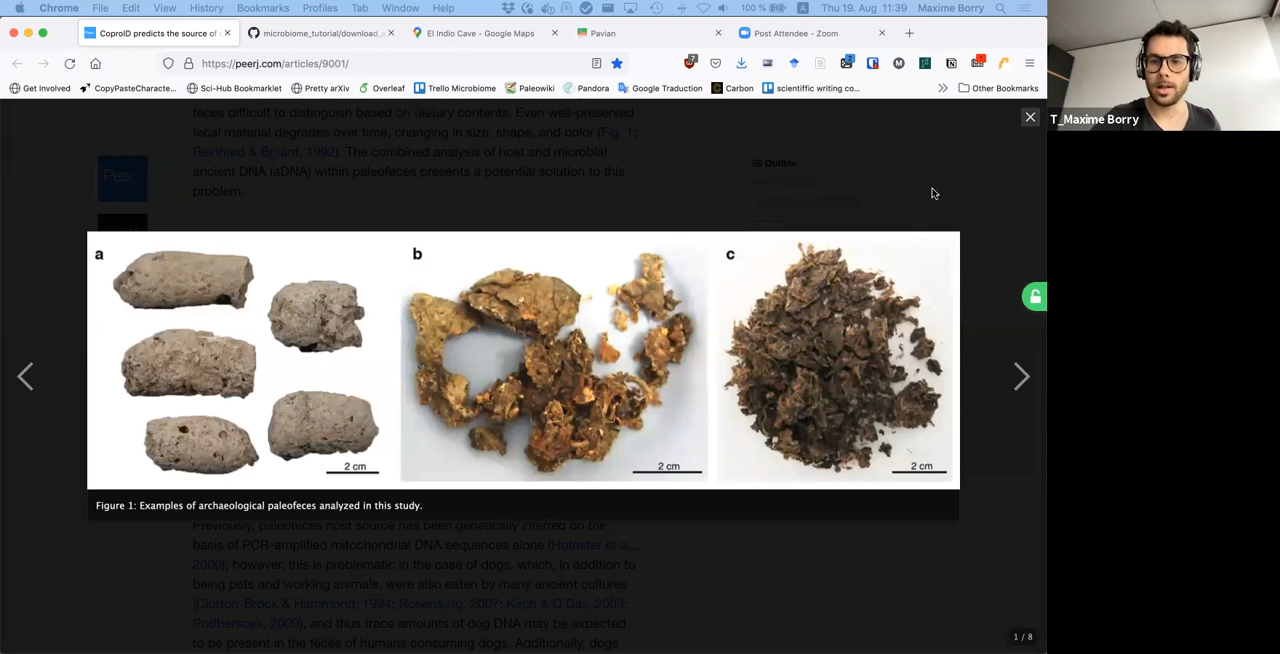 Chrome File Edit View History Bookmarks Profiles Tab Window Help 100 % Thu 19. Aug 11:39 Maxime Borry
CoproID predicts the source of
microbiome_tutorial/download_
El Indio Cave - Google Maps
Pavian
Post Attendee - Zoom
https://peerj.com/articles/9001/
7
Get Involved
CopyPasteCharacte...
Sci-Hub Bookmarklet
Pretty arXiv
Overleaf
Trello Microbiome
Paleowiki
Pandora
Google Traduction
Carbon
scientific writing co...
Other Bookmarks
T_Maxime Borry
feces difficult to distinguish based on dietary contents. Even well-preserved
fecal material degrades over time, changing in size, shape, and color (Fig. 1;
Reinhard & Bryant, 1992). The combined analysis of host and microbial
ancient DNA (aDNA) within paleofeces presents a potential solution to this
problem.
Outline
a
b
c
2 cm
2 cm
2 cm
Figure 1: Examples of archaeological paleofeces analyzed in this study.
Previously, paleofeces host source has been genetically inferred on the
basis of PCR-amplified mitochondrial DNA sequences alone (Hofreiter et al.,
2000); however, this is problematic in the case of dogs, which, in addition to
being pets and working animals, were also eaten by many ancient cultures
(Clutton-Brock & Hammond, 1994; Rosenswig, 2007; Kirch & O'Day, 2003;
Podberscek, 2009), and thus trace amounts of dog DNA may be expected
to be present in the feces of humans consuming dogs. Additionally, dogs
1 / 8